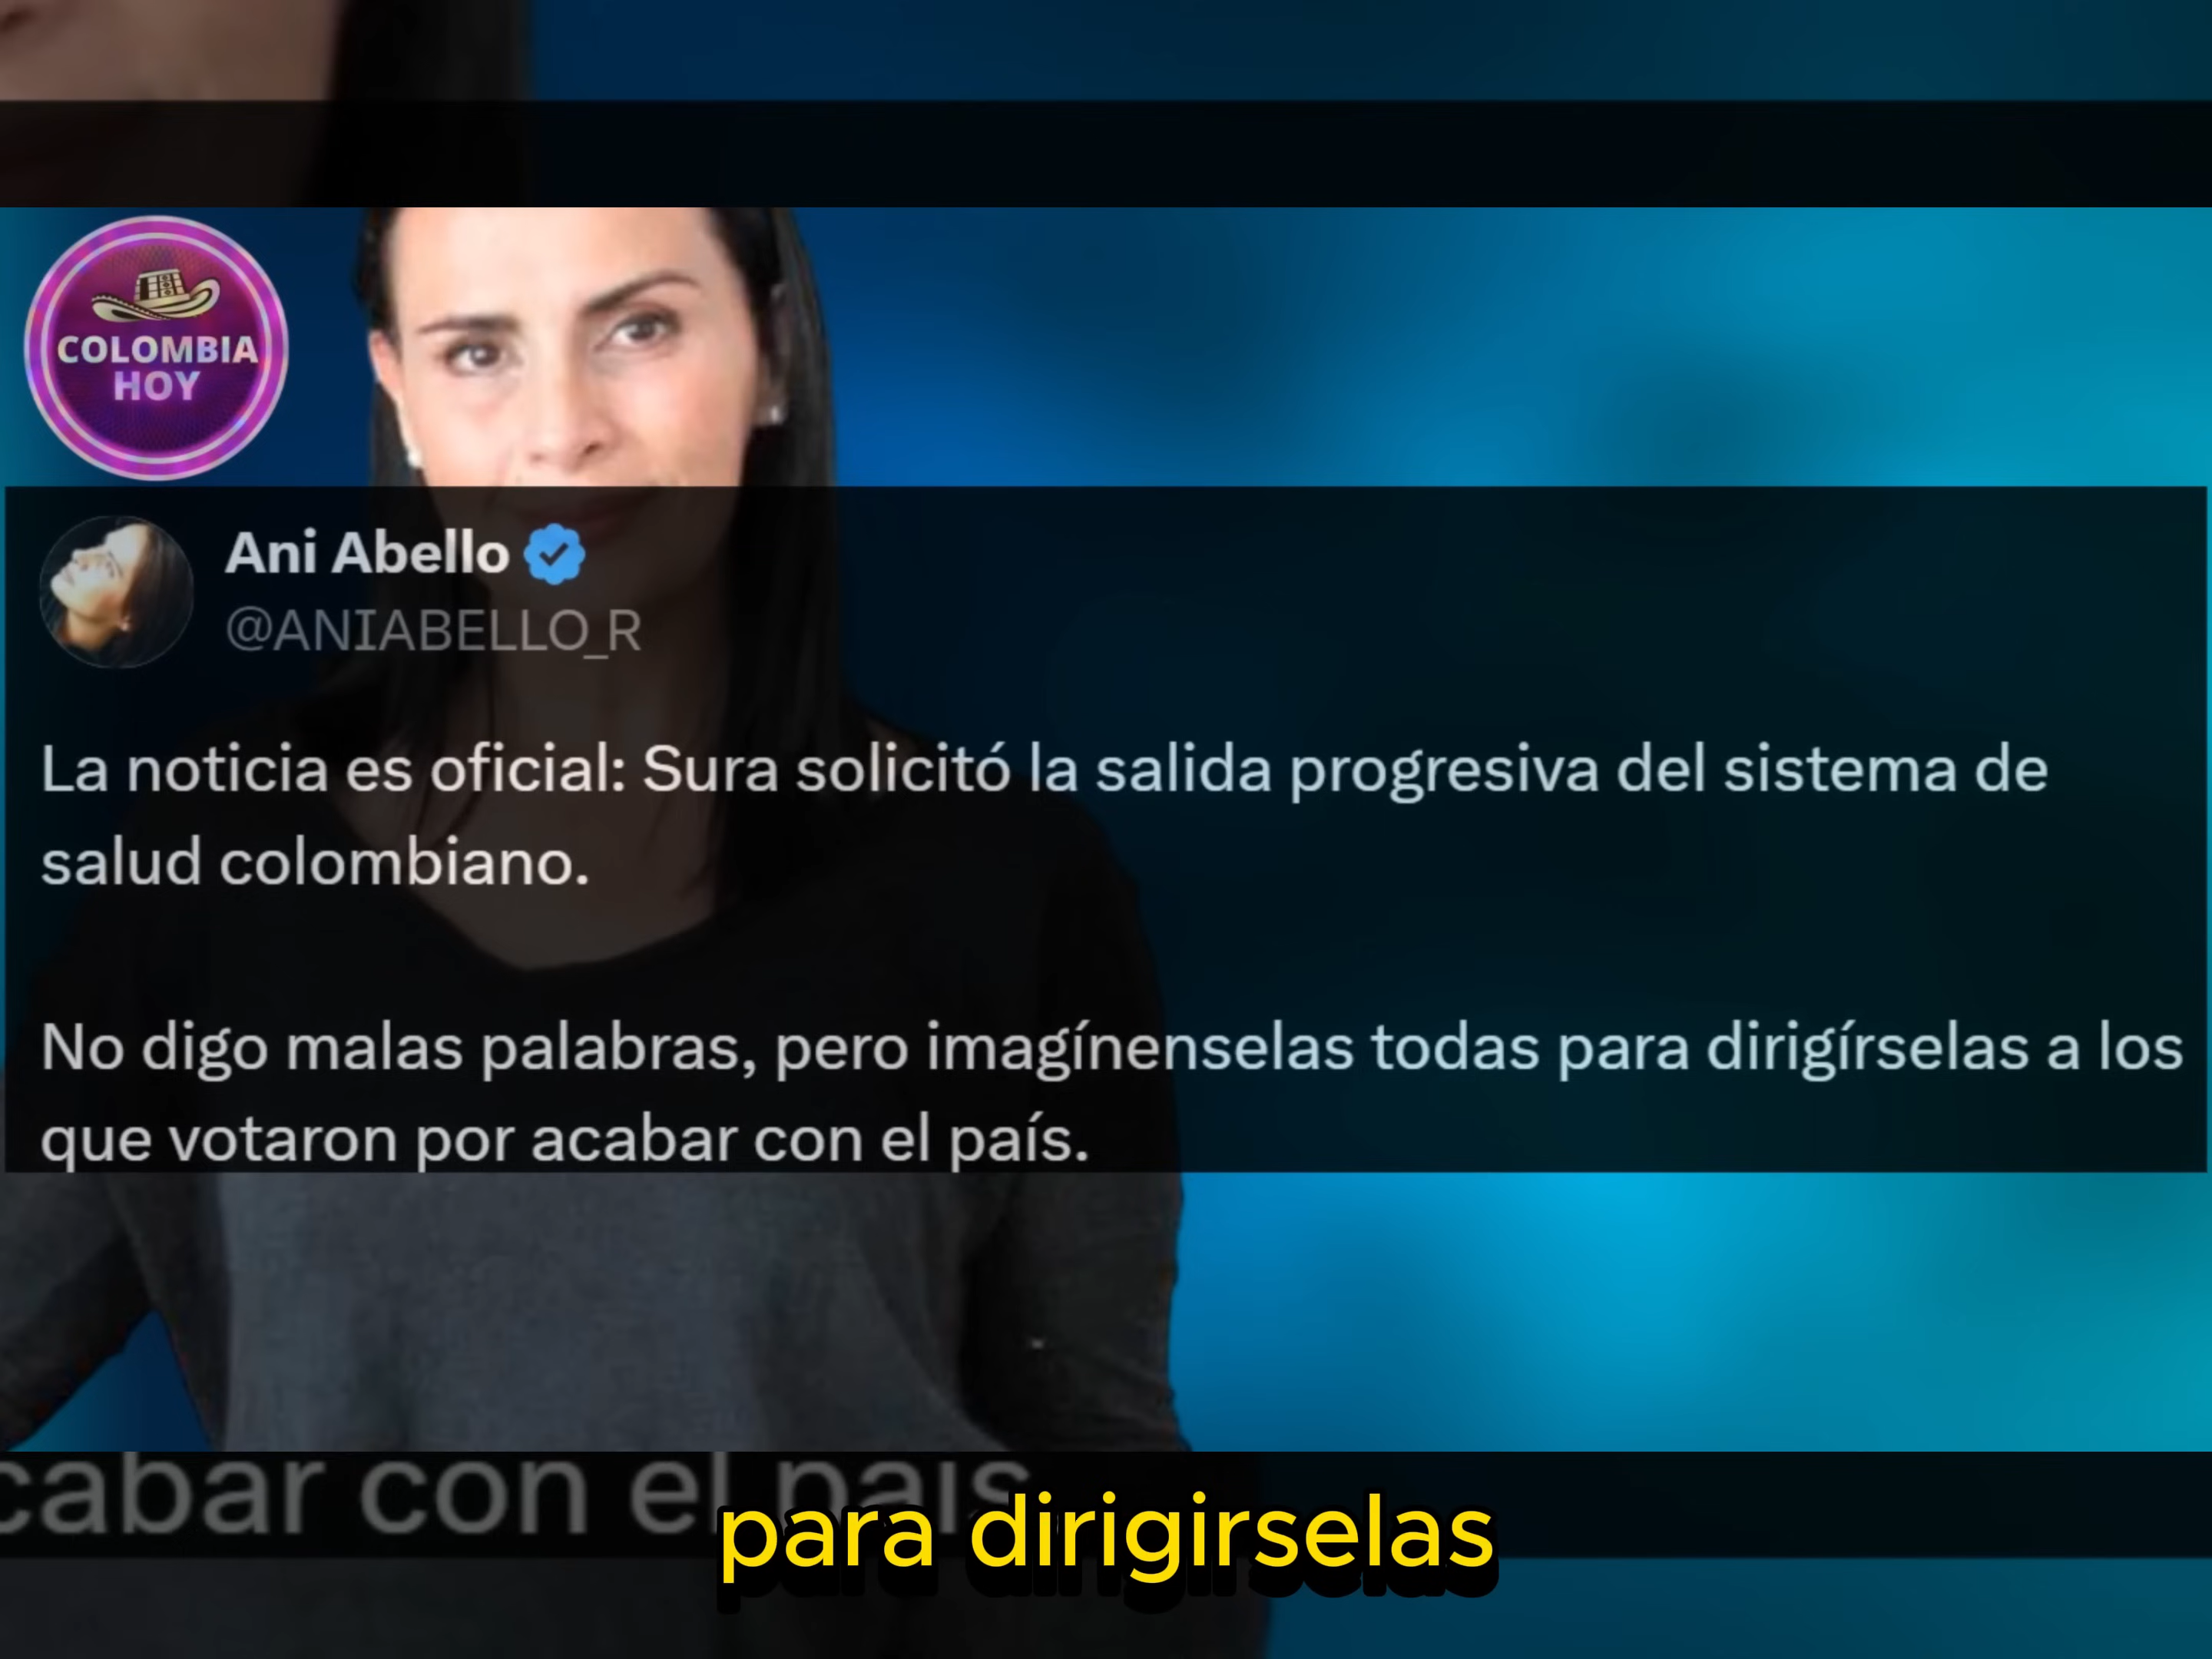 COLOMBIA
HOY
Ani Abello
@ANIABELLO_R
La noticia es oficial: Sura solicitó la salida progresiva del sistema de
salud colombiano.
No digo malas palabras, pero imagínenselas todas para dirigírselas a los
que votaron por acabar con el país.
cabar con el país
para dirigirselas